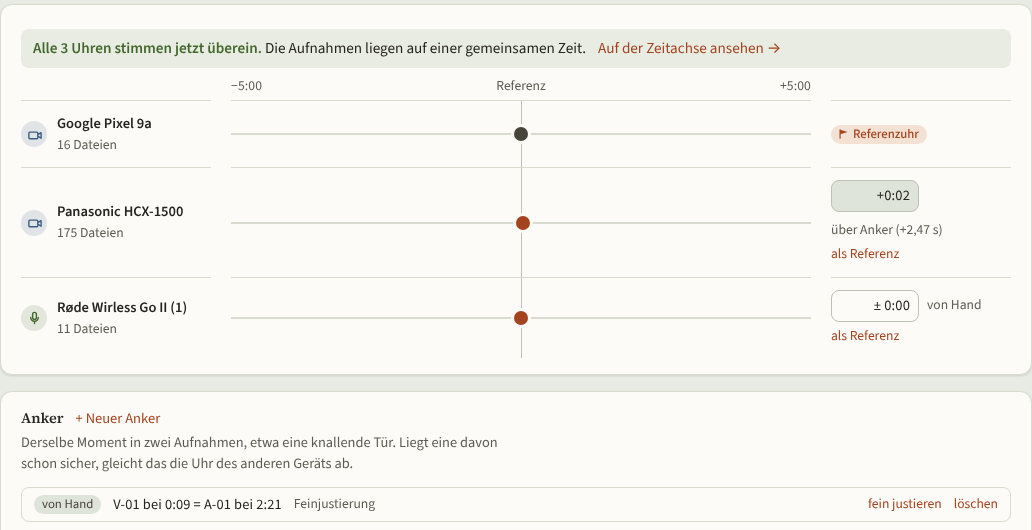 Alle 3 Uhren stimmen jetzt überein. Die Aufnahmen liegen auf einer gemeinsamen Zeit. Auf der Zeitachse ansehen →
−5:00 Referenz +5:00
Google Pixel 9a
16 Dateien
Referenzuhr
Panasonic HCX-1500
175 Dateien
+0:02
über Anker (+2,47 s)
als Referenz
Røde Wirless Go II (1)
11 Dateien
± 0:00 von Hand
als Referenz
Anker + Neuer Anker
Derselbe Moment in zwei Aufnahmen, etwa eine knallende Tür. Liegt eine davon
schon sicher, gleicht das die Uhr des anderen Geräts ab.
von Hand V-01 bei 0:09 = A-01 bei 2:21 Feinjustierung fein justieren löschen